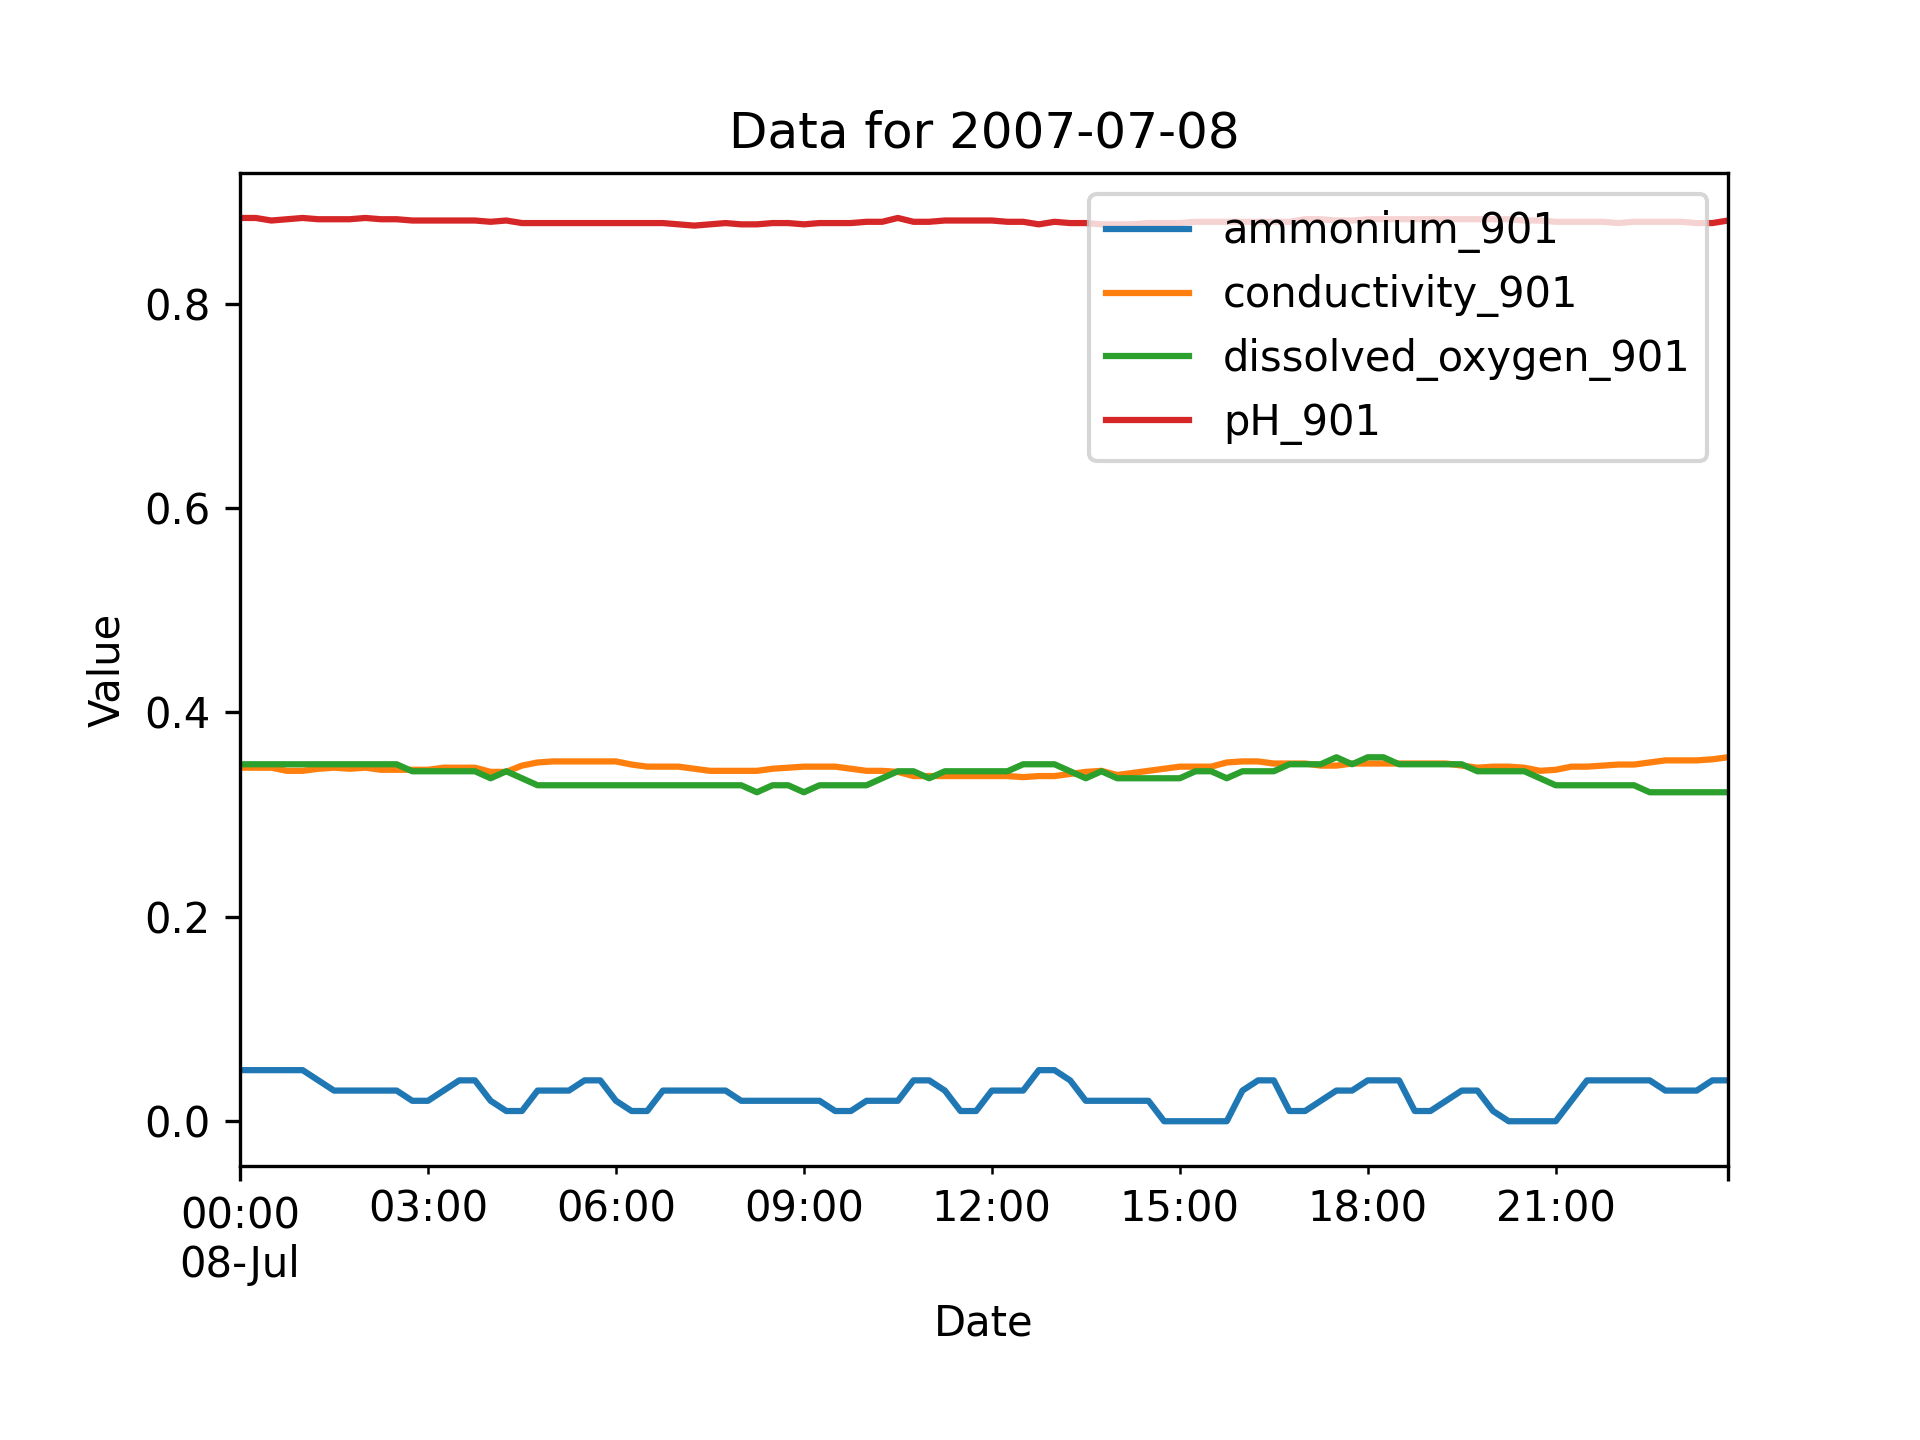 Data for 2007-07-08
ammonium_901
conductivity_901
dissolved_oxygen_901
pH_901
Value
0.8
0.6
0.4
0.2
0.0
00:00
08-Jul
03:00
06:00
09:00
12:00
15:00
18:00
21:00
Date